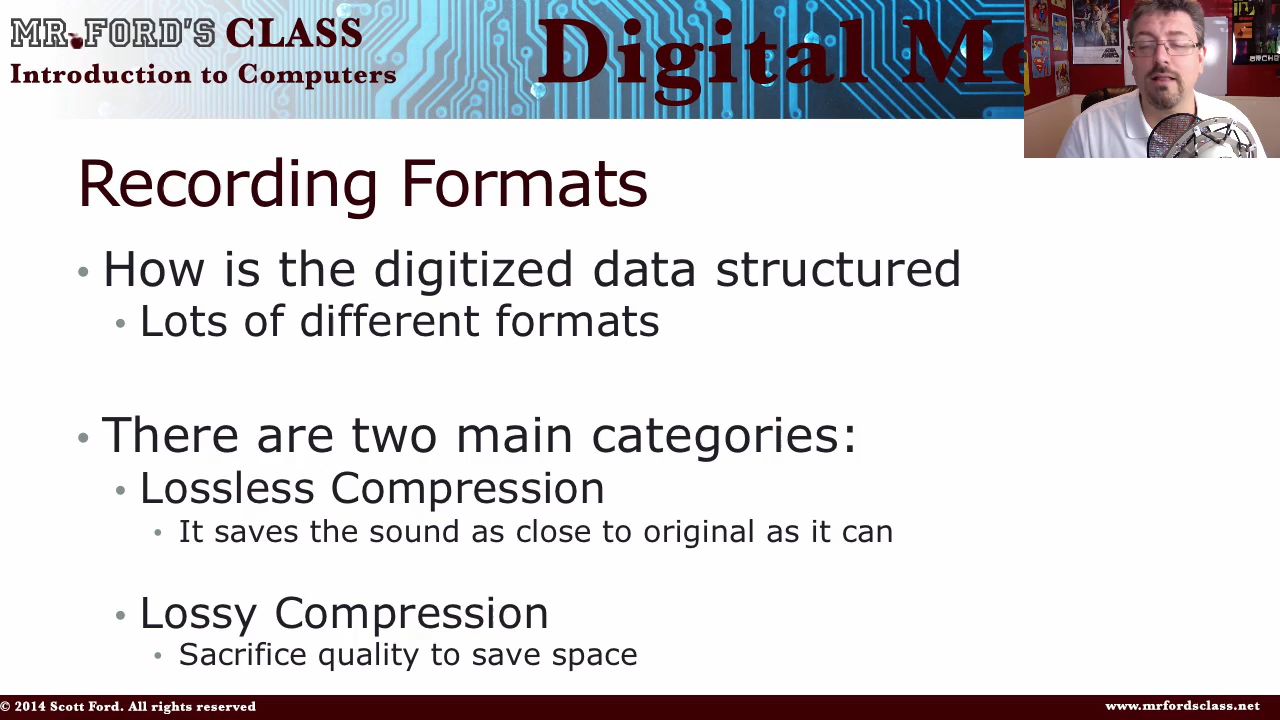 MR. FORD'S CLASS
Introduction to Computers
Digital Me
Recording Formats
• How is the digitized data structured
• Lots of different formats
• There are two main categories:
• Lossless Compression
• It saves the sound as close to original as it can
• Lossy Compression
• Sacrifice quality to save space
© 2014 Scott Ford. All rights reserved
www.mrfordsclass.net